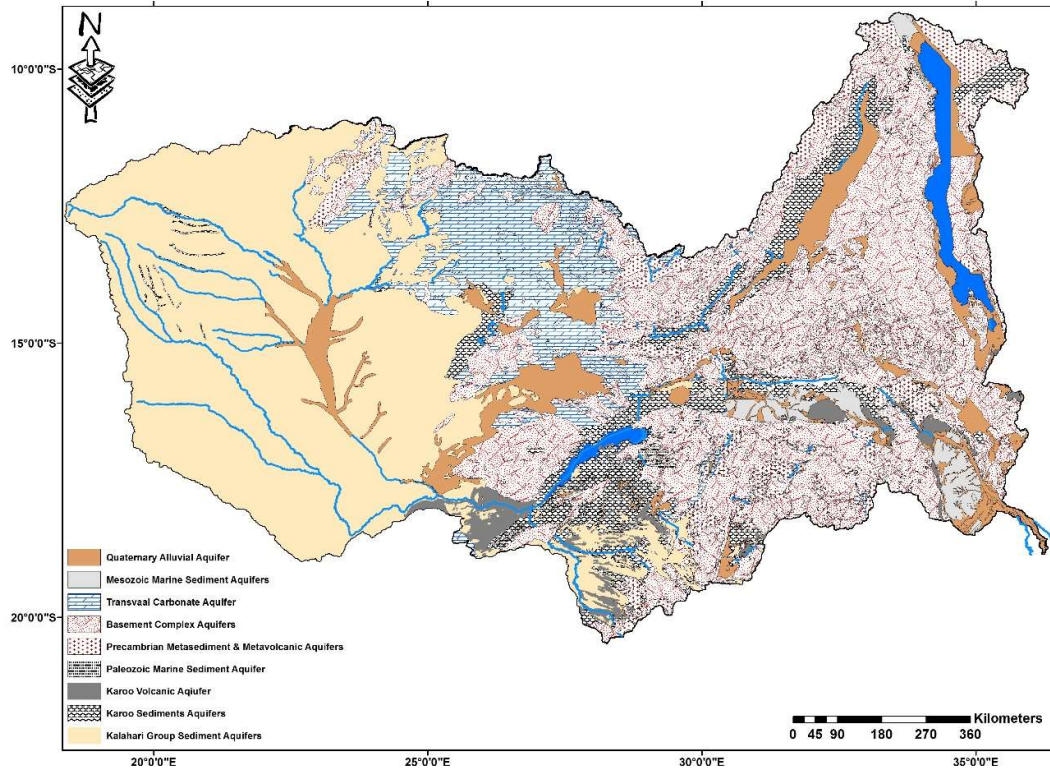 N
10°0'0"S
15°0'0"S
20°0'0"S
Quaternary Alluvial Aquifer
Mesozoic Marine Sediment Aquifers
Transvaal Carbonate Aquifer
Basement Complex Aquifers
Precambrian Metasediment & Metavolcanic Aquifers
Paleozoic Marine Sediment Aquifer
Karoo Volcanic Aqiufer
Karoo Sediments Aquifers
Kalahari Group Sediment Aquifers
Kilometers
0 45 90 180 270 360
20°0'0"E 25°0'0"E 30°0'0"E 35°0'0"E